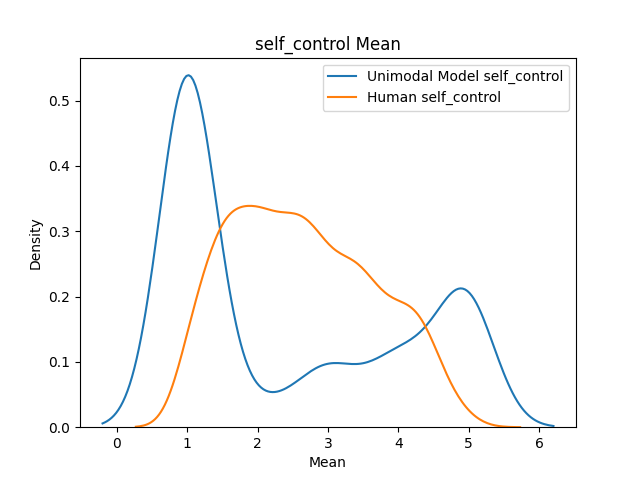 self_control Mean
Unimodal Model self_control
Human self_control
Density
0.5
0.4
0.3
0.2
0.1
0.0
0 1 2 3 4 5 6
Mean